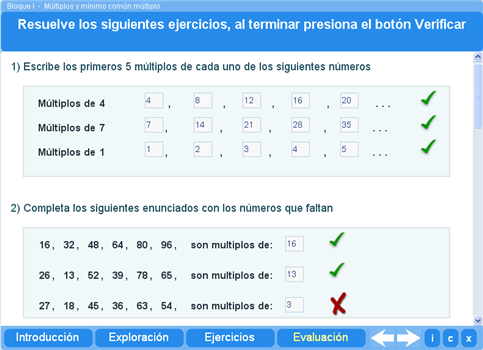 Bloque I - Múltiplos y mínimo común múltiplo
Resuelve los siguientes ejercicios, al terminar presiona el botón Verificar
1) Escribe los primeros 5 múltiplos de cada uno de los siguientes números
Múltiplos de 4 4 , 8 , 12 , 16 , 20 . . .
Múltiplos de 7 7 , 14 , 21 , 28 , 35 . . .
Múltiplos de 1 1 , 2 , 3 , 4 , 5 . . .
2) Completa los siguientes enunciados con los números que faltan
16, 32, 48, 64, 80, 96, son multiplos de: 16
26, 13, 52, 39, 78, 65, son multiplos de: 13
27, 18, 45, 36, 63, 54, son multiplos de: 3
Introducción Exploración Ejercicios Evaluación i c x